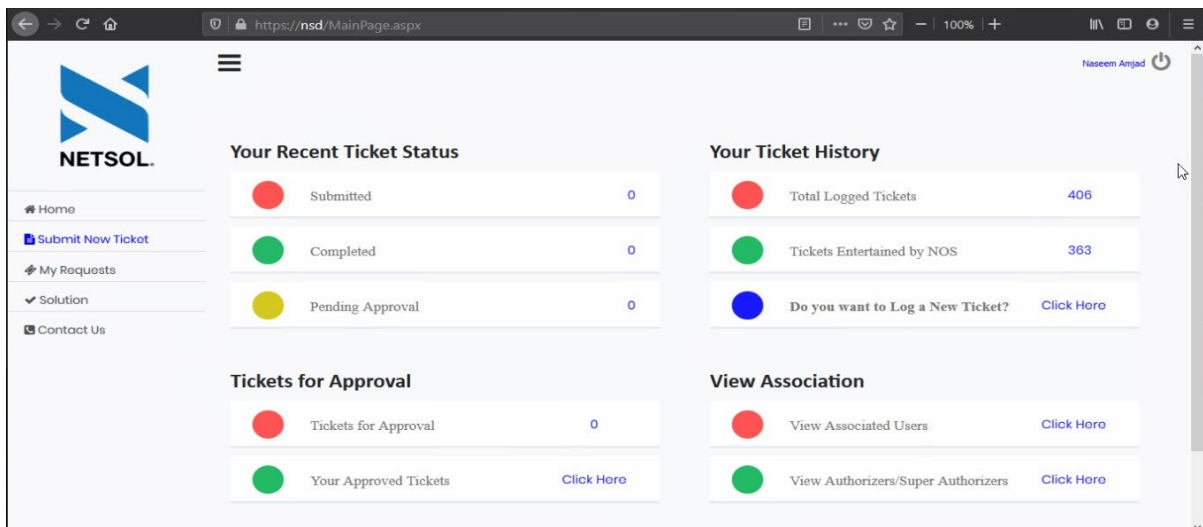 https://nsd/MainPage.aspx
100%
NETSOL.
Naseem Amjad
Home
Submit New Ticket
My Requests
Solution
Contact Us
Your Recent Ticket Status
Submitted 0
Completed 0
Pending Approval 0
Your Ticket History
Total Logged Tickets 406
Tickets Entertained by NOS 363
Do you want to Log a New Ticket? Click Here
Tickets for Approval
Tickets for Approval 0
Your Approved Tickets Click Here
View Association
View Associated Users Click Here
View Authorizers/Super Authorizers Click Here